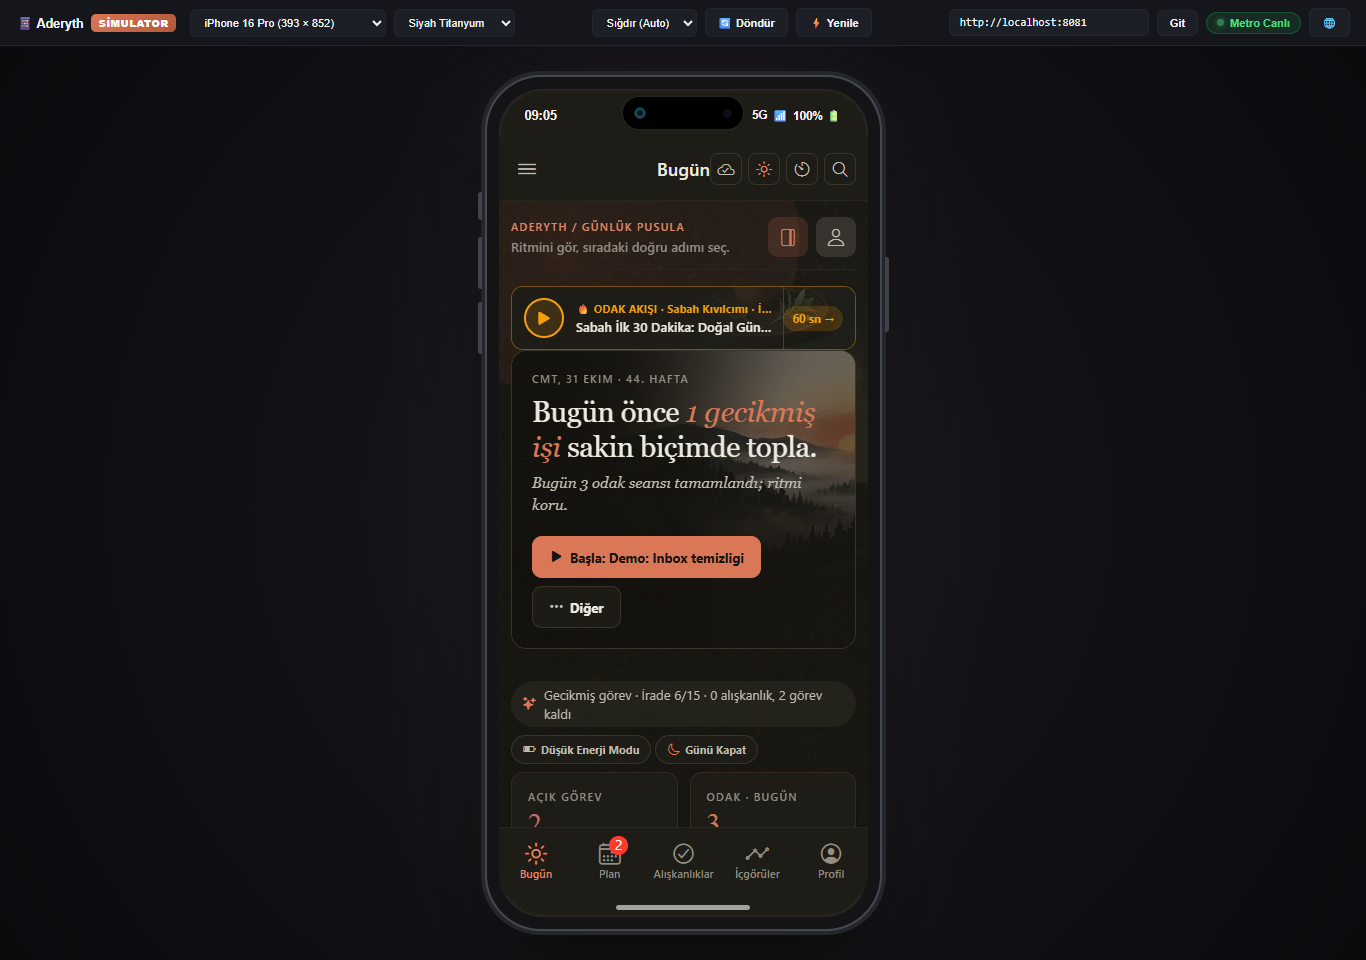 Aderyth SİMULATOR iPhone 16 Pro (393 × 852) Siyah Titanyum Sığdır (Auto) Döndür Yenile http://localhost:8081 Git Metro Canlı
09:05 5G 100%
Bugün
ADERYTH / GÜNLÜK PUSULA
Ritmini gör, sıradaki doğru adımı seç.
ODAK AKIŞI · Sabah Kıvılcımı · İ...
Sabah İlk 30 Dakika: Doğal Gün...
60 sn →
CMT, 31 EKIM · 44. HAFTA
Bugün önce 1 gecikmiş
işi sakin biçimde topla.
Bugün 3 odak seansı tamamlandı; ritmi
koru.
Başla: Demo: Inbox temizligi
Diğer
Gecikmiş görev · İrade 6/15 · 0 alışkanlık, 2 görev
kaldı
Düşük Enerji Modu Günü Kapat
AÇIK GÖREV ODAK · BUGÜN
2 3
2
Bugün Plan Alışkanlıklar İçgörüler Profil